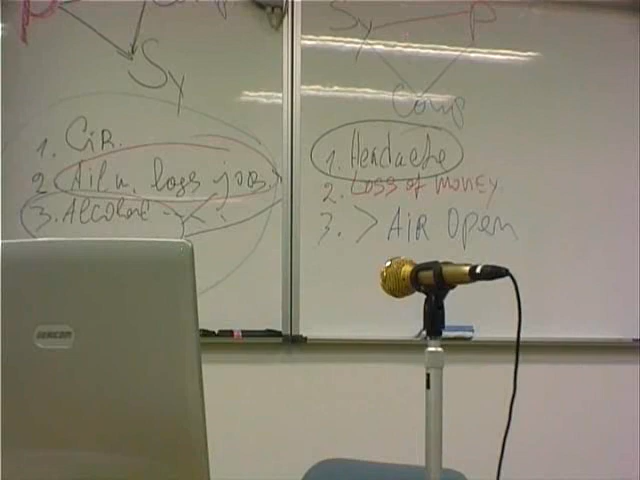 P
Sy
1. Cir.
2 Ailm. loss jobs.
3. Alcohol
Sy P
Comp
1. Headache
2. Loss of money
3. > Air Open